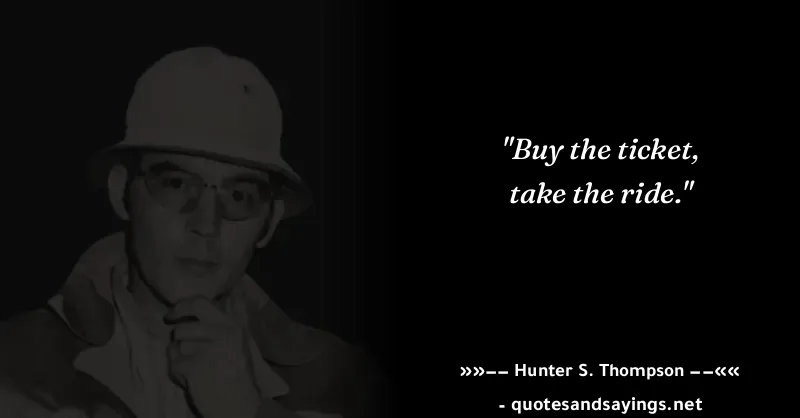 "Buy the ticket,
take the ride."
»»−− Hunter S. Thompson −−««
- quotesandsayings.net